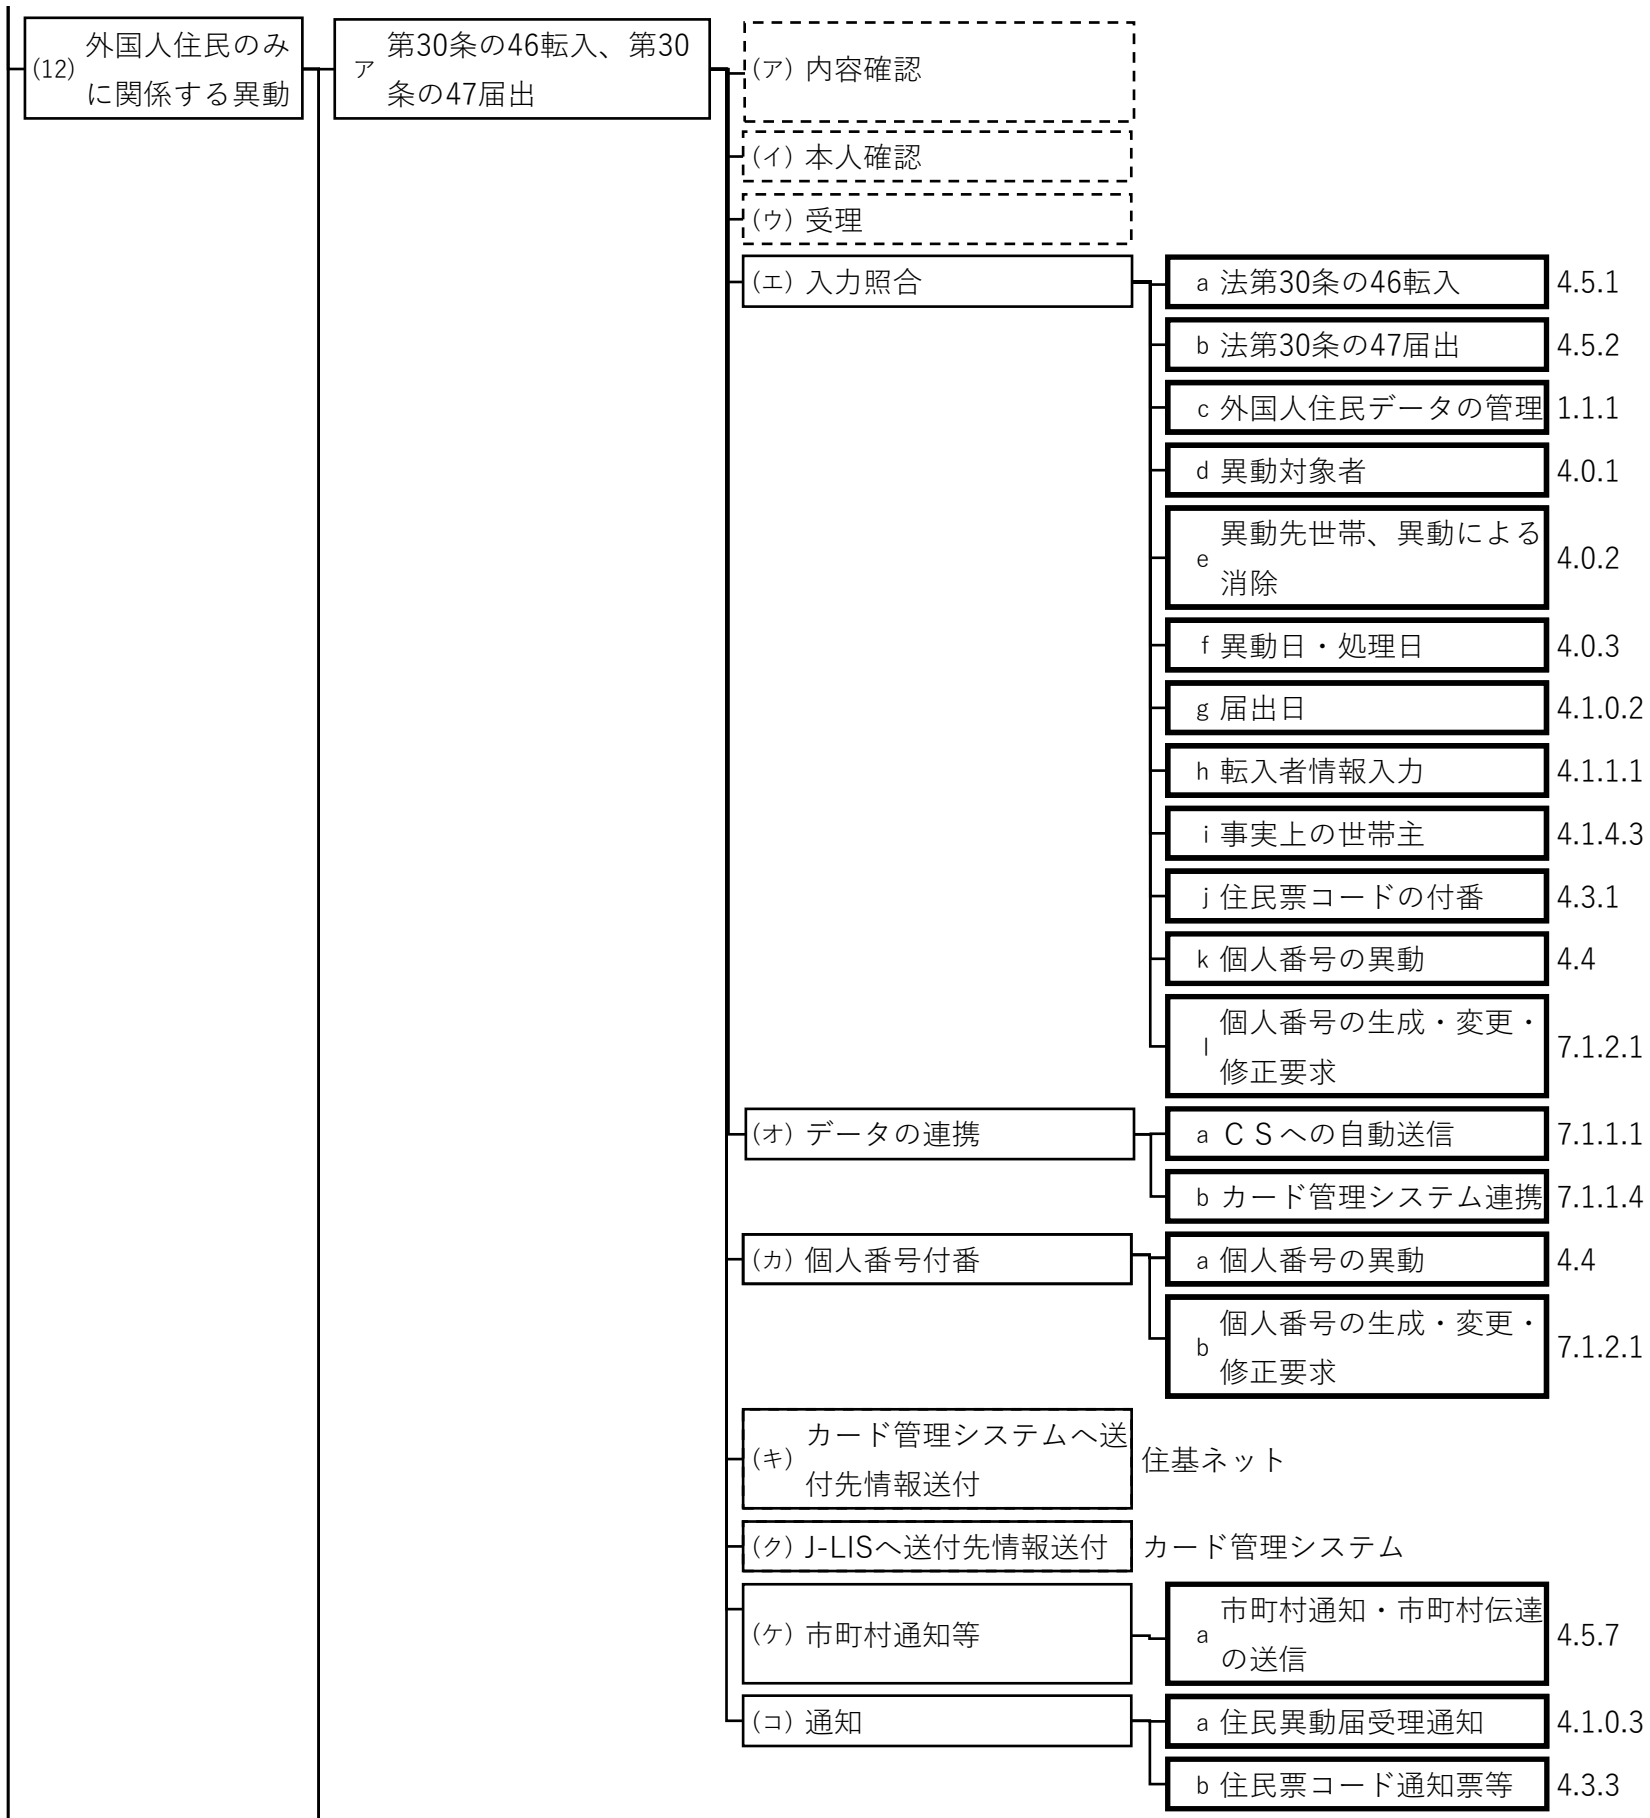 (12) 外国人住民のみ
に関係する異動
ア 第30条の46転入、第30
条の47届出
(ア) 内容確認
(イ) 本人確認
(ウ) 受理
(エ) 入力照合
a 法第30条の46転入 4.5.1
b 法第30条の47届出 4.5.2
c 外国人住民データの管理 1.1.1
d 異動対象者 4.0.1
e 異動先世帯、異動による
消除 4.0.2
f 異動日・処理日 4.0.3
g 届出日 4.1.0.2
h 転入者情報入力 4.1.1.1
i 事実上の世帯主 4.1.4.3
j 住民票コードの付番 4.3.1
k 個人番号の異動 4.4
l 個人番号の生成・変更・
修正要求 7.1.2.1
(オ) データの連携
a ＣＳへの自動送信 7.1.1.1
b カード管理システム連携 7.1.1.4
(カ) 個人番号付番
a 個人番号の異動 4.4
b 個人番号の生成・変更・
修正要求 7.1.2.1
(キ) カード管理システムへ送
付先情報送付 住基ネット
(ク) J-LISへ送付先情報送付 カード管理システム
(ケ) 市町村通知等
a 市町村通知・市町村伝達
の送信 4.5.7
(コ) 通知
a 住民異動届受理通知 4.1.0.3
b 住民票コード通知票等 4.3.3